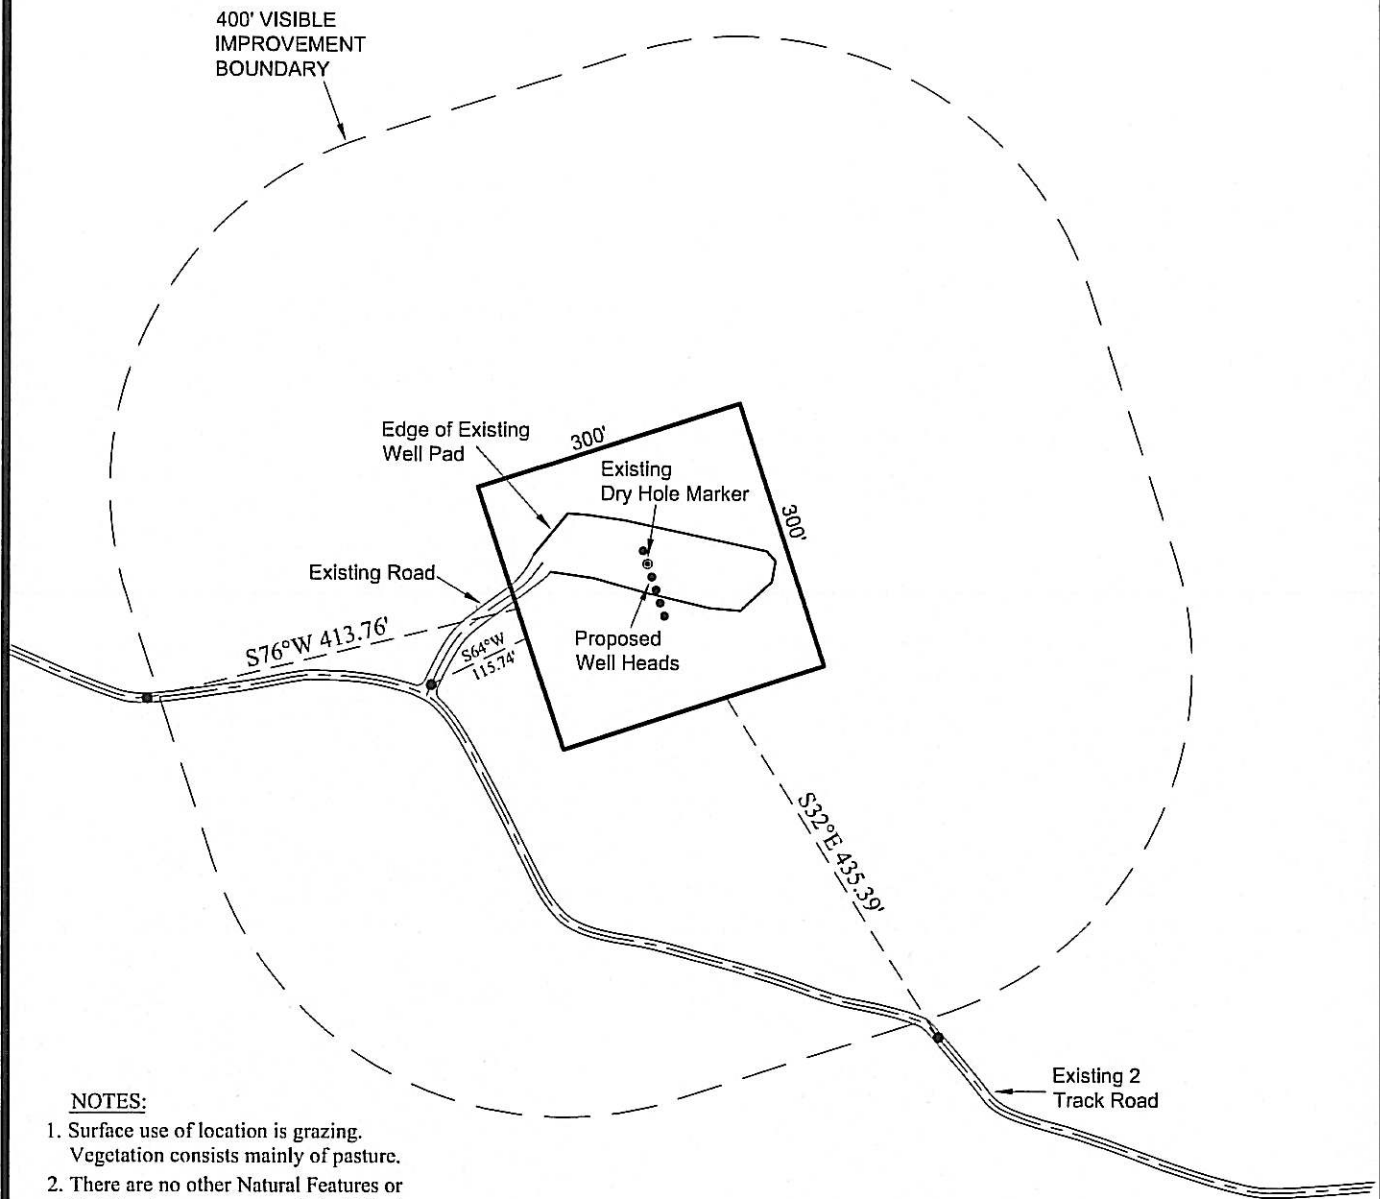 400' VISIBLE
IMPROVEMENT
BOUNDARY
Edge of Existing
Well Pad
300'
Existing
Dry Hole Marker
300'
Existing Road
S76°W 413.76'
S64°W
115.74'
Proposed
Well Heads
S32°E 435.39'
Existing 2
Track Road
NOTES:
1. Surface use of location is grazing.
Vegetation consists mainly of pasture.
2. There are no other Natural Features or